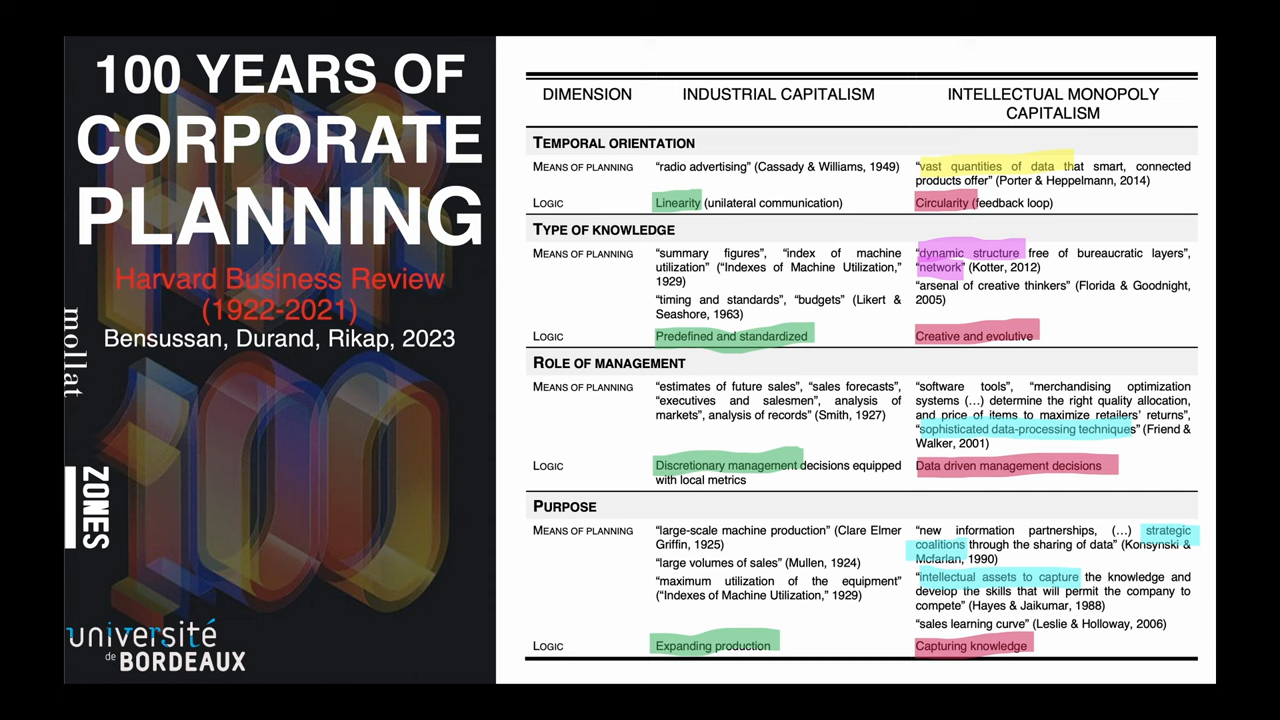 100 YEARS OF
CORPORATE
PLANNING
Harvard Business Review
(1922-2021)
Bensussan, Durand, Rikap, 2023
mollat
ZONES
université
de BORDEAUX
DIMENSION INDUSTRIAL CAPITALISM INTELLECTUAL MONOPOLY
CAPITALISM
TEMPORAL ORIENTATION
MEANS OF PLANNING “radio advertising” (Cassady & Williams, 1949) “vast quantities of data that smart, connected
products offer” (Porter & Heppelmann, 2014)
LOGIC Linearity (unilateral communication) Circularity (feedback loop)
TYPE OF KNOWLEDGE
MEANS OF PLANNING “summary figures”, “index of machine “dynamic structure free of bureaucratic layers”,
utilization” (“Indexes of Machine Utilization,” “network” (Kotter, 2012)
1929) “arsenal of creative thinkers” (Florida & Goodnight,
“timing and standards”, “budgets” (Likert & 2005)
Seashore, 1963)
LOGIC Predefined and standardized Creative and evolutive
ROLE OF MANAGEMENT
MEANS OF PLANNING “estimates of future sales”, “sales forecasts”, “software tools”, “merchandising optimization
“executives and salesmen”, analysis of systems (…) determine the right quality allocation,
markets”, analysis of records” (Smith, 1927) and price of items to maximize retailers’ returns”,
“sophisticated data-processing techniques” (Friend &
Walker, 2001)
LOGIC Discretionary management decisions equipped Data driven management decisions
with local metrics
PURPOSE
MEANS OF PLANNING “large-scale machine production” (Clare Elmer “new information partnerships, (…) strategic
Griffin, 1925) coalitions through the sharing of data” (Konsynski &
“large volumes of sales” (Mullen, 1924) Mcfarlan, 1990)
“maximum utilization of the equipment” “intellectual assets to capture the knowledge and
(“Indexes of Machine Utilization,” 1929) develop the skills that will permit the company to
compete” (Hayes & Jaikumar, 1988)
“sales learning curve” (Leslie & Holloway, 2006)
LOGIC Expanding production Capturing knowledge